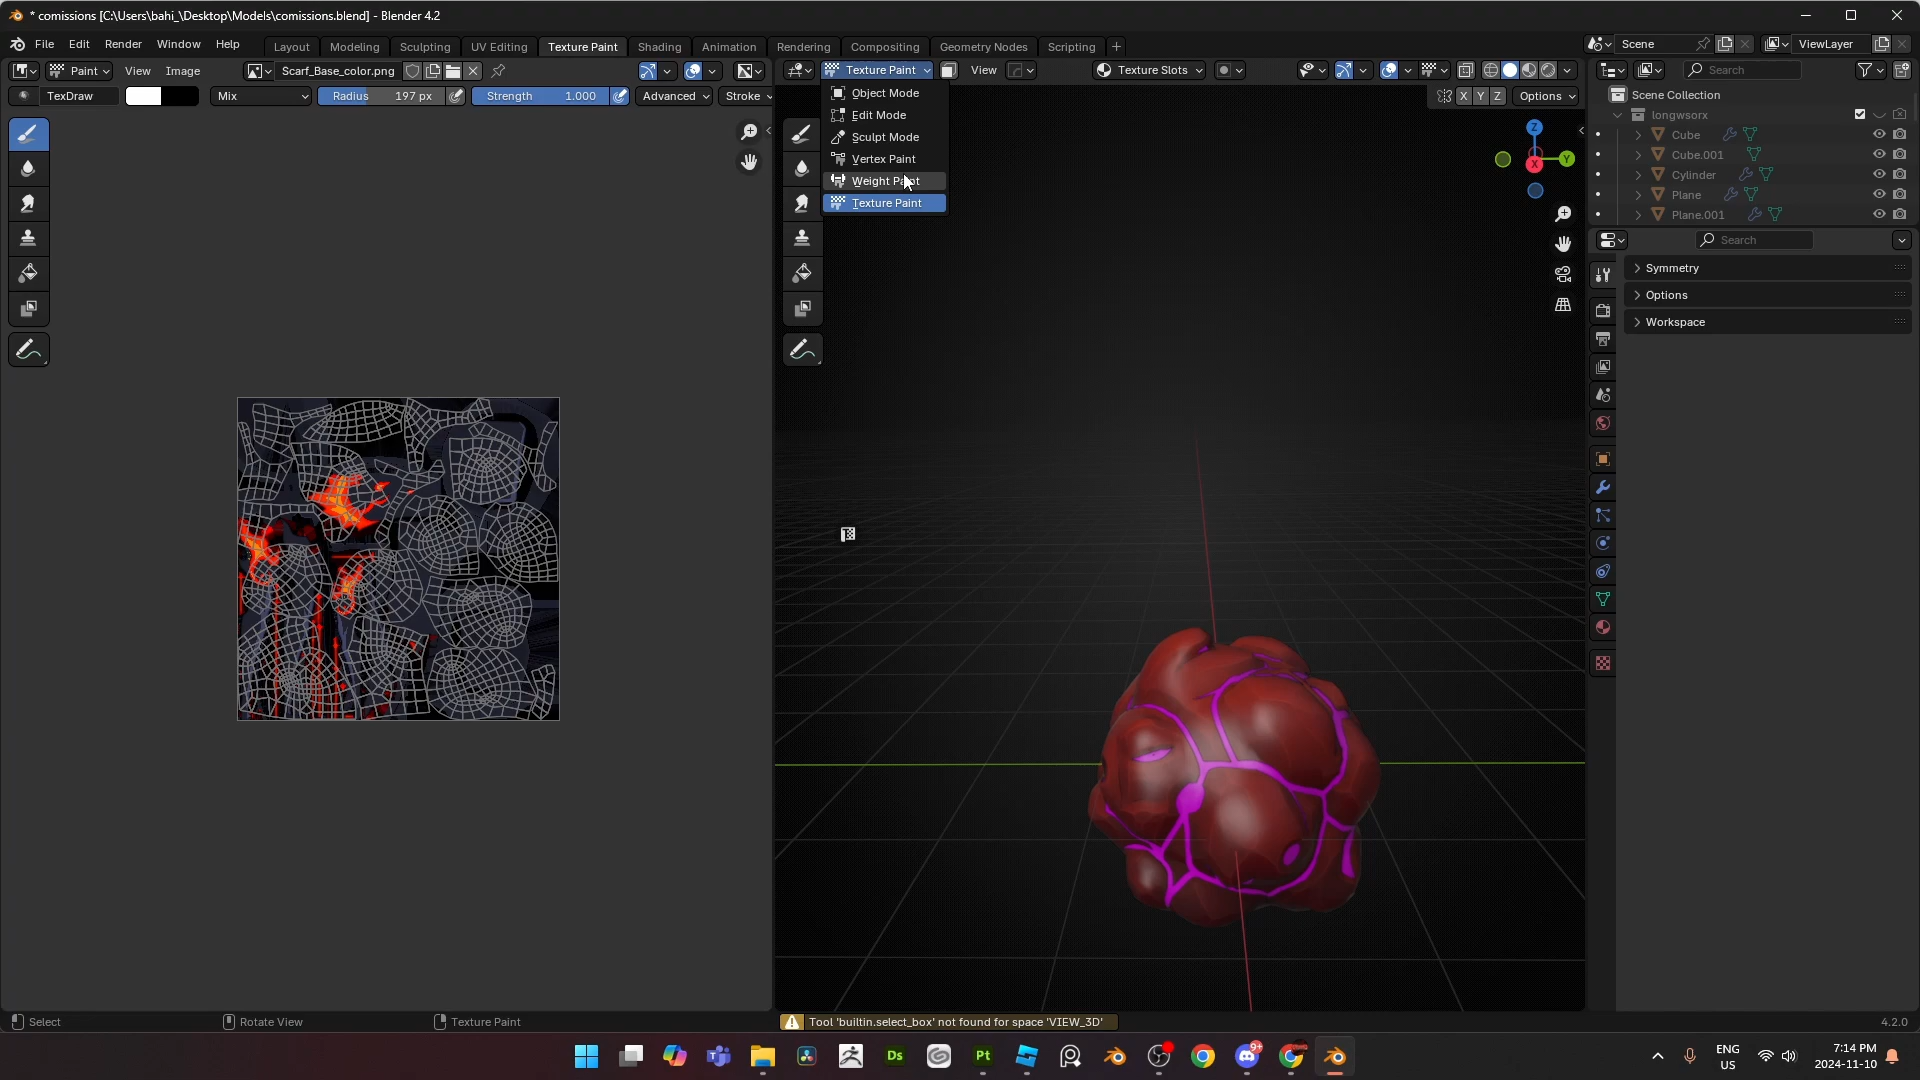 * comissions [C:\Users\bahi_\Desktop\Models\comissions.blend] - Blender 4.2
File Edit Render Window Help Layout Modeling Sculpting UV Editing Texture Paint Shading Animation Rendering Compositing Geometry Nodes Scripting + Scene ViewLayer
Paint View Image Scarf_Base_color.png Texture Paint View Texture Slots Search
TexDraw Mix Radius 197 px Strength 1.000 Advanced Stroke X Y Z Options
Object Mode
Edit Mode
Sculpt Mode
Vertex Paint
Weight Paint
Texture Paint
Z
Y
X
Scene Collection
longwsorx
Cube
Cube.001
Cylinder
Plane
Plane.001
Search
Symmetry
Options
Workspace
Select Rotate View Texture Paint Tool 'builtin.select_box' not found for space 'VIEW_3D' 4.2.0
Ds Pt 9+
ENG
US
7:14 PM
2024-11-10